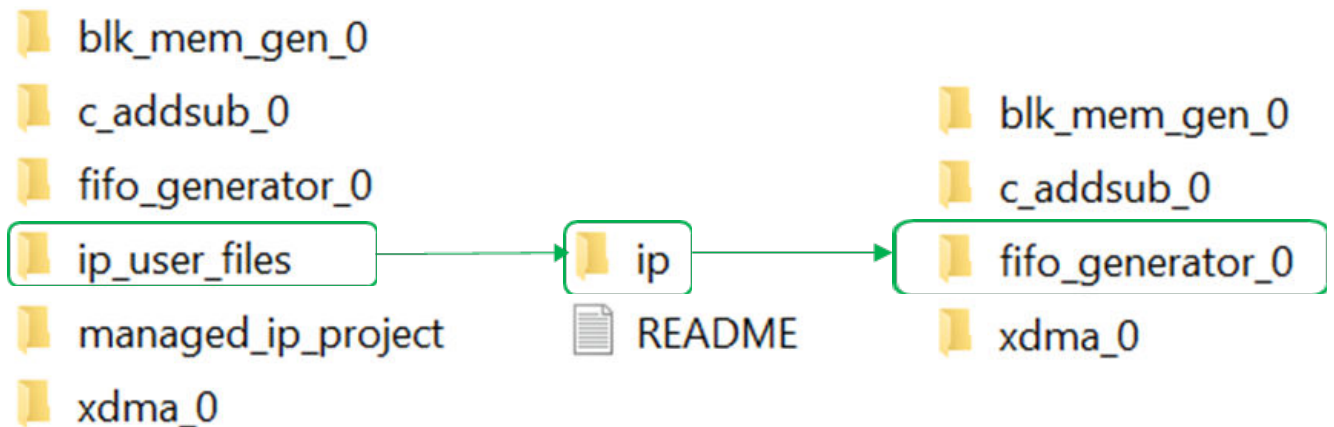 blk_mem_gen_0
c_addsub_0
fifo_generator_0
ip_user_files
managed_ip_project
xdma_0
ip
README
blk_mem_gen_0
c_addsub_0
fifo_generator_0
xdma_0